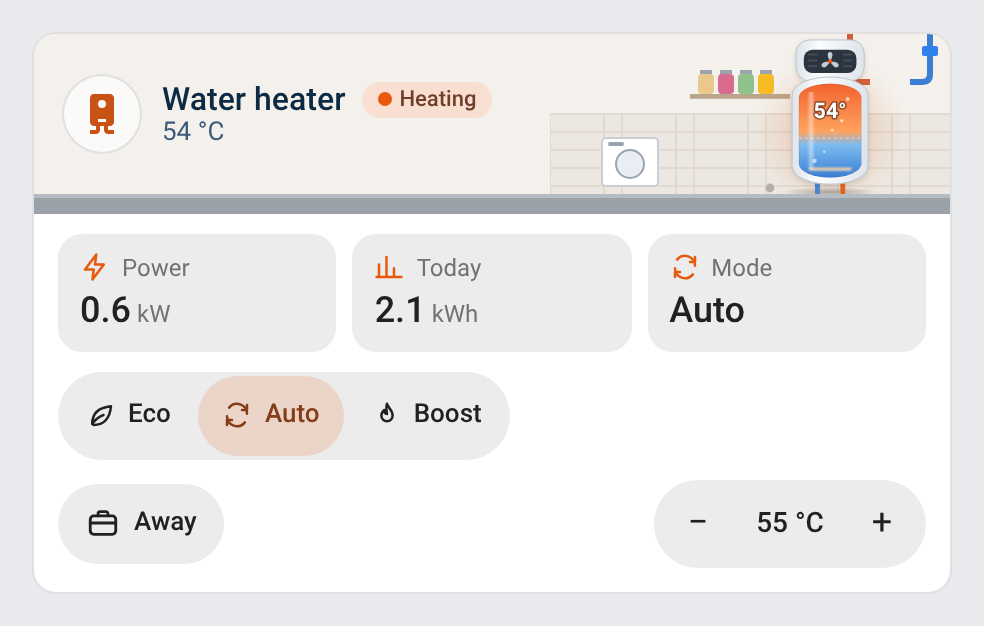 Water heater
Heating
54 °C
54°
Power
0.6 kW
Today
2.1 kWh
Mode
Auto
Eco
Auto
Boost
Away
− 55 °C +